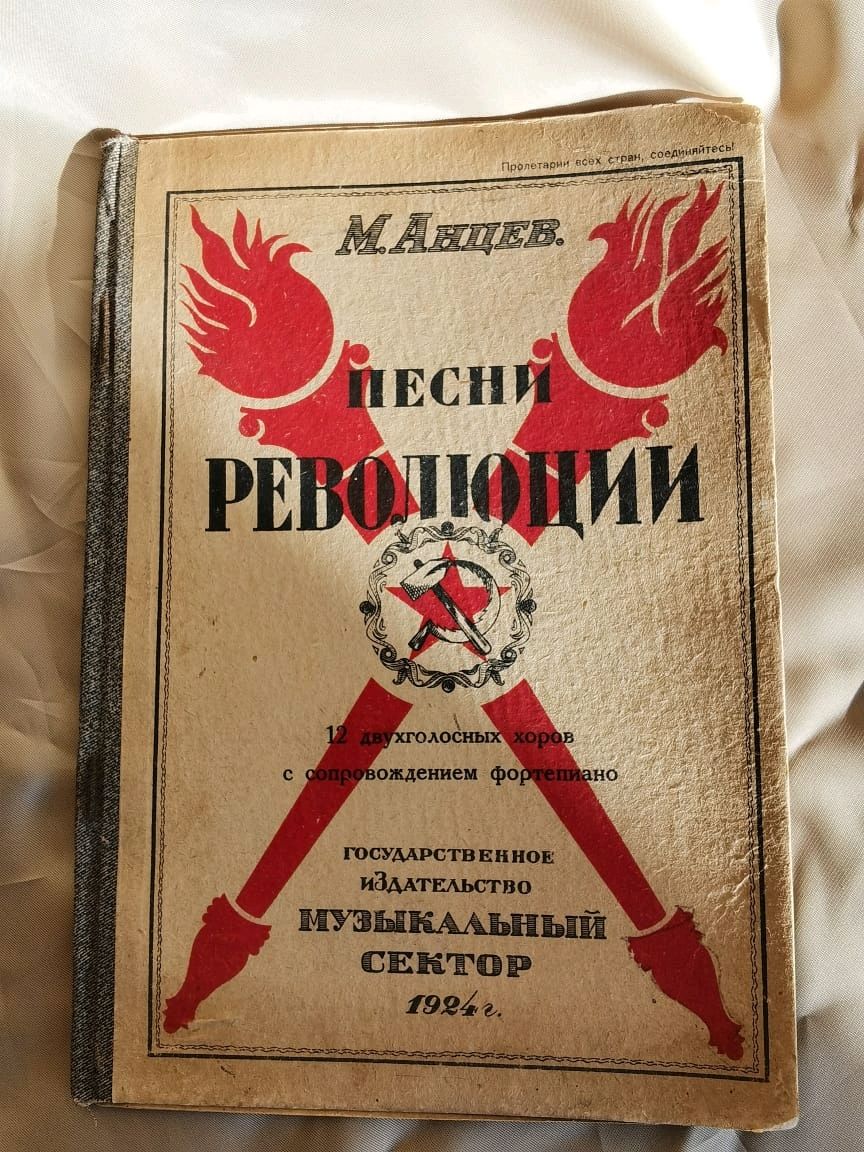 Пролетарии всех стран, соединяйтесь!
М. Анцев.
ПЕСНИ
РЕВОЛЮЦИИ
12 двухголосных хоров
с сопровождением фортепиано
ГОСУДАРСТВЕННОЕ
ИЗДАТЕЛЬСТВО
МУЗЫКАЛЬНЫЙ
СЕКТОР
1924 г.